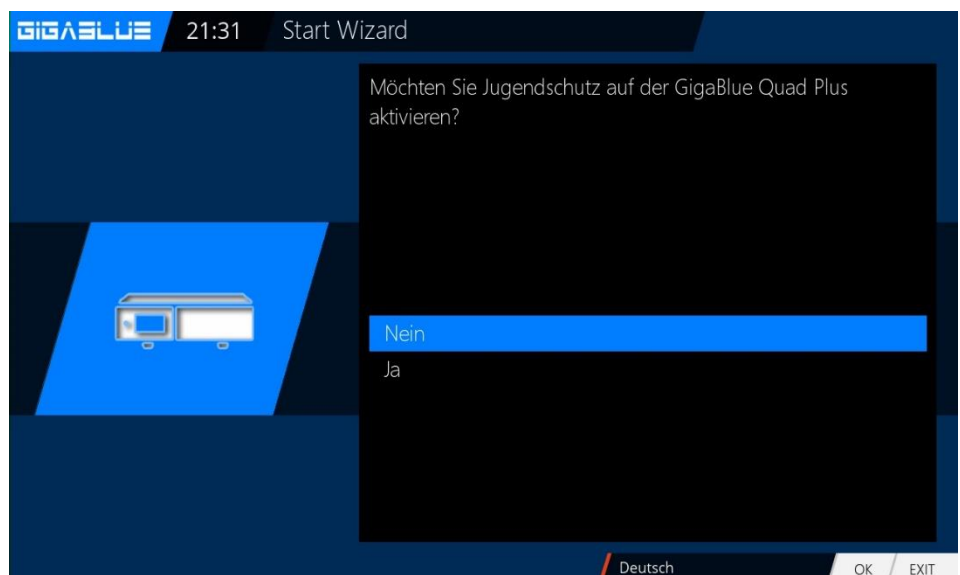 GIGABLUE 21:31 Start Wizard
Möchten Sie Jugendschutz auf der GigaBlue Quad Plus
aktivieren?
Nein
Ja
Deutsch OK EXIT